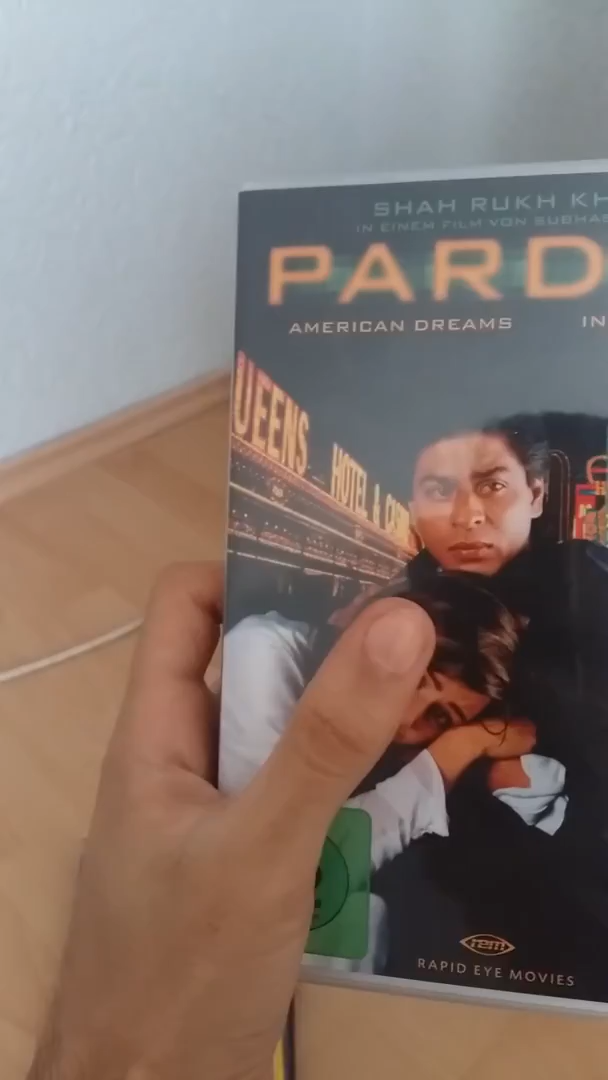 SHAH RUKH KH
IN EINEM FILM VON SUBHAS
PARD
AMERICAN DREAMS IN
UEENS
HOTEL & C
rem
RAPID EYE MOVIES